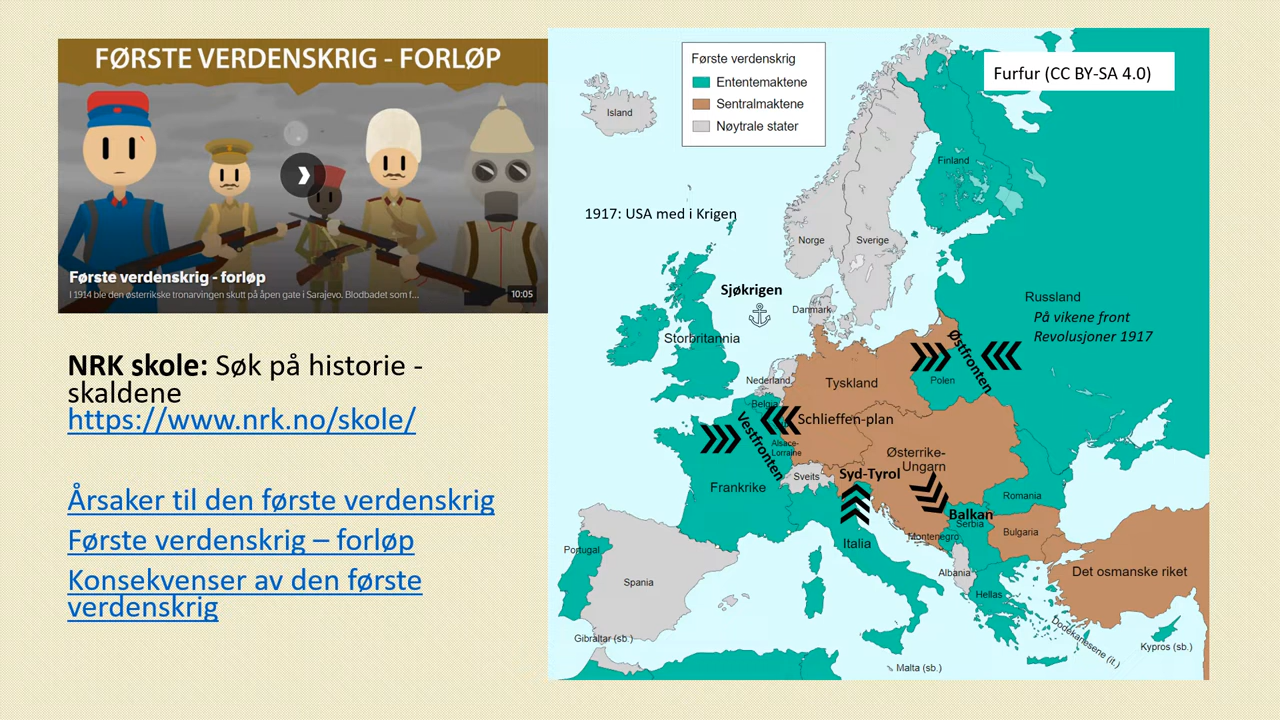 FØRSTE VERDENSKRIG - FORLØP
Første verdenskrig - forløp
I 1914 ble den østerrikske tronarvingen skutt på åpen gate i Sarajevo. Blodbadet som f...
10:05
NRK skole: Søk på historie -
skaldene
https://www.nrk.no/skole/
Årsaker til den første verdenskrig
Første verdenskrig – forløp
Konsekvenser av den første
verdenskrig
Første verdenskrig
Ententemaktene
Sentralmaktene
Nøytrale stater
Furfur (CC BY-SA 4.0)
Island
Finland
1917: USA med i Krigen
Norge
Sverige
Sjøkrigen
Danmark
Russland
På vikene front
Revolusjoner 1917
Storbritannia
Østfronten
Nederland
Tyskland
Polen
Belgia
Schlieffen-plan
Vestfronten
Alsace-
Lorraine
Østerrike-
Ungarn
Sveits
Syd-Tyrol
Frankrike
Romania
Balkan
Serbia
Bulgaria
Montenegro
Italia
Portugal
Spania
Albania
Det osmanske riket
Hellas
Dodekanesene (it.)
Gibraltar (sb.)
Kypros (sb.)
Malta (sb.)